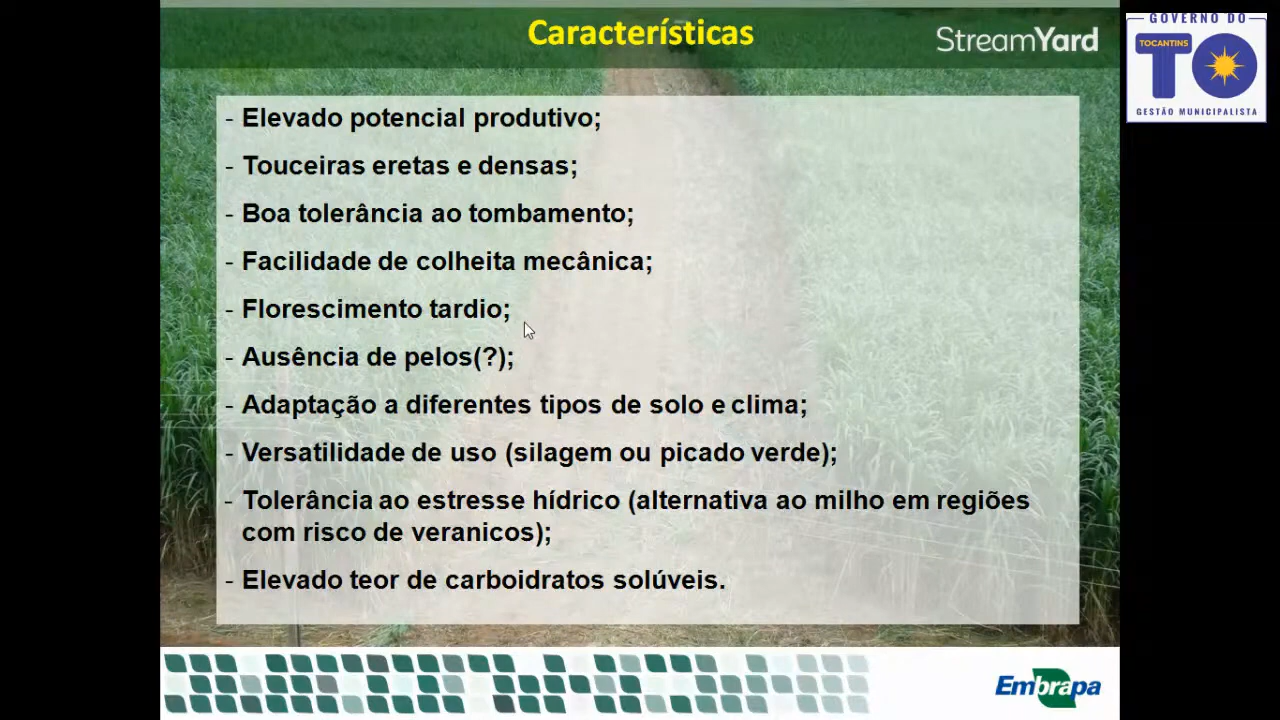 Características
StreamYard
GOVERNO DO
TOCANTINS
TO
GESTÃO MUNICIPALISTA
- Elevado potencial produtivo;
- Touceiras eretas e densas;
- Boa tolerância ao tombamento;
- Facilidade de colheita mecânica;
- Florescimento tardio;
- Ausência de pelos(?);
- Adaptação a diferentes tipos de solo e clima;
- Versatilidade de uso (silagem ou picado verde);
- Tolerância ao estresse hídrico (alternativa ao milho em regiões
com risco de veranicos);
- Elevado teor de carboidratos solúveis.
Embrapa